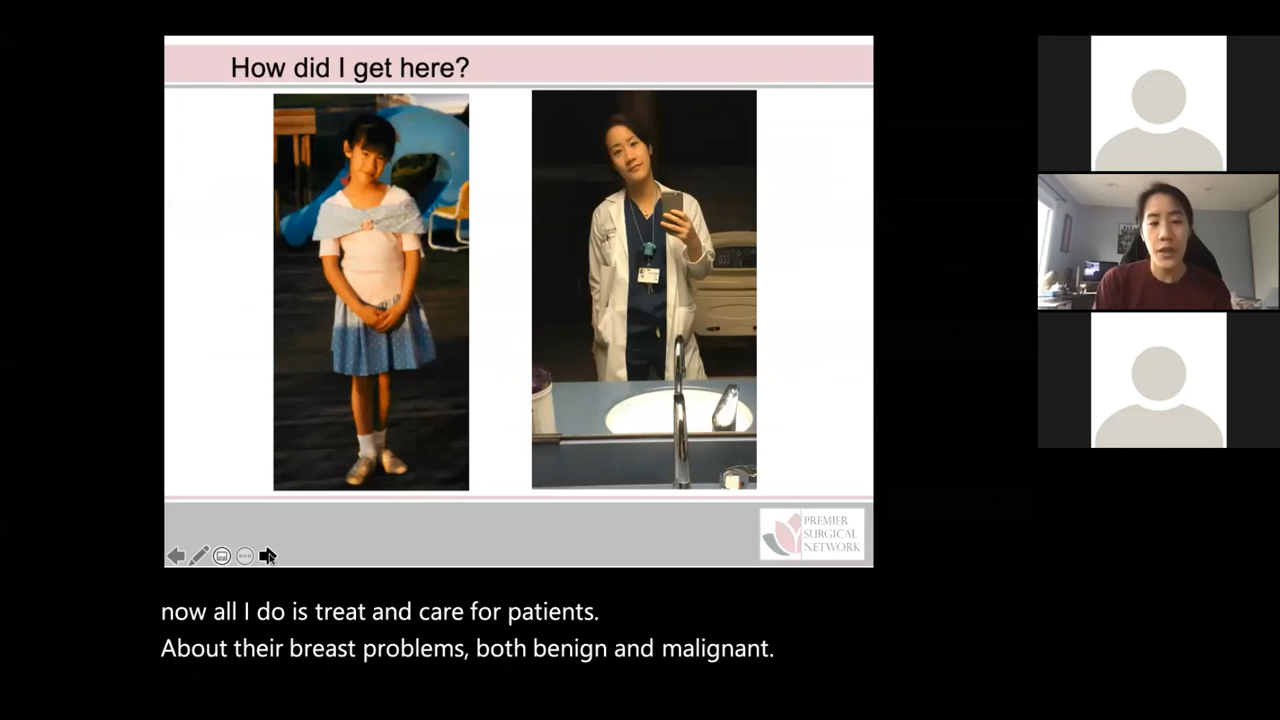 How did I get here?
PREMIER
SURGICAL
NETWORK
now all I do is treat and care for patients.
About their breast problems, both benign and malignant.